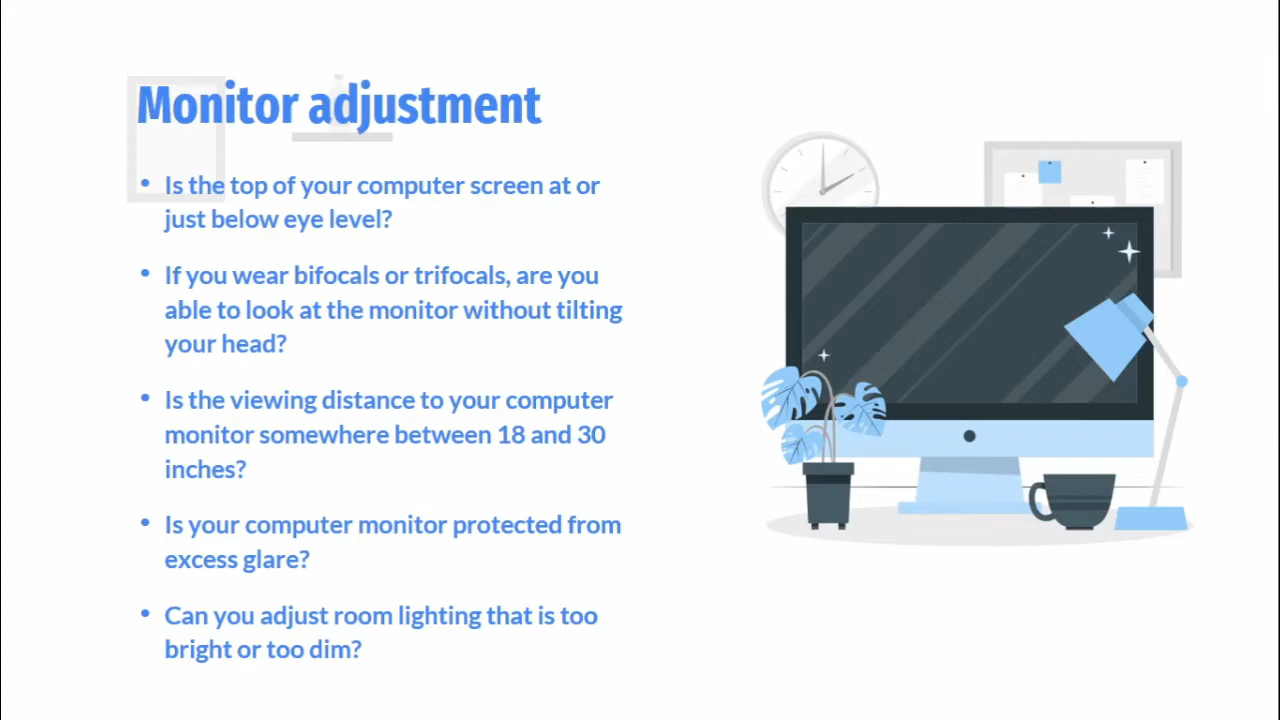 Monitor adjustment
• Is the top of your computer screen at or
just below eye level?
• If you wear bifocals or trifocals, are you
able to look at the monitor without tilting
your head?
• Is the viewing distance to your computer
monitor somewhere between 18 and 30
inches?
• Is your computer monitor protected from
excess glare?
• Can you adjust room lighting that is too
bright or too dim?